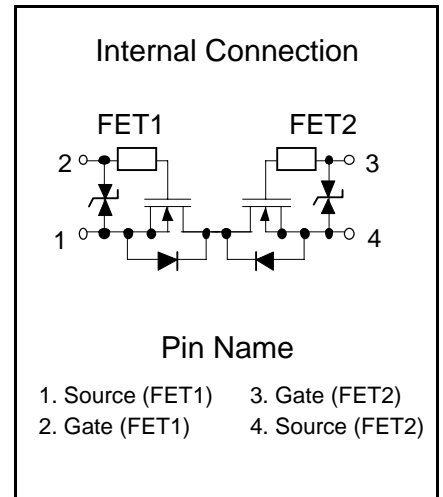 Internal Connection
FET1 FET2
2 3
1 4
Pin Name
1. Source (FET1) 3. Gate (FET2)
2. Gate (FET1) 4. Source (FET2)